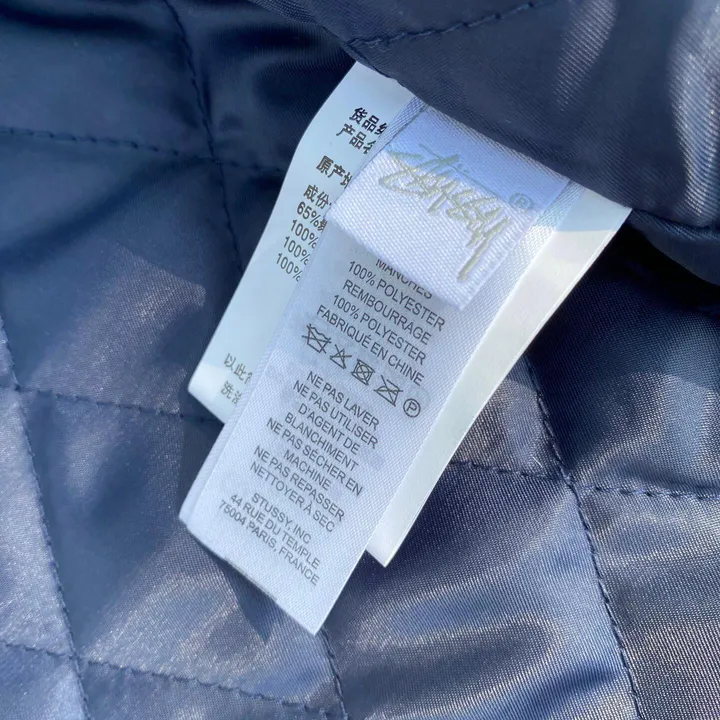 货品
产品
原产地
成份
65%
100%
100%
100%
以此
洗涤
STÜSSY ®
MANCHES
100% POLYESTER
REMBOURRAGE
100% POLYESTER
FABRIQUÉ EN CHINE
NE PAS LAVER
NE PAS UTILISER
D'AGENT DE
BLANCHIMENT
NE PAS SÉCHER EN
MACHINE
NE PAS REPASSER
NETTOYER À SEC
STUSSY, INC
44 RUE DU TEMPLE
75004 PARIS, FRANCE